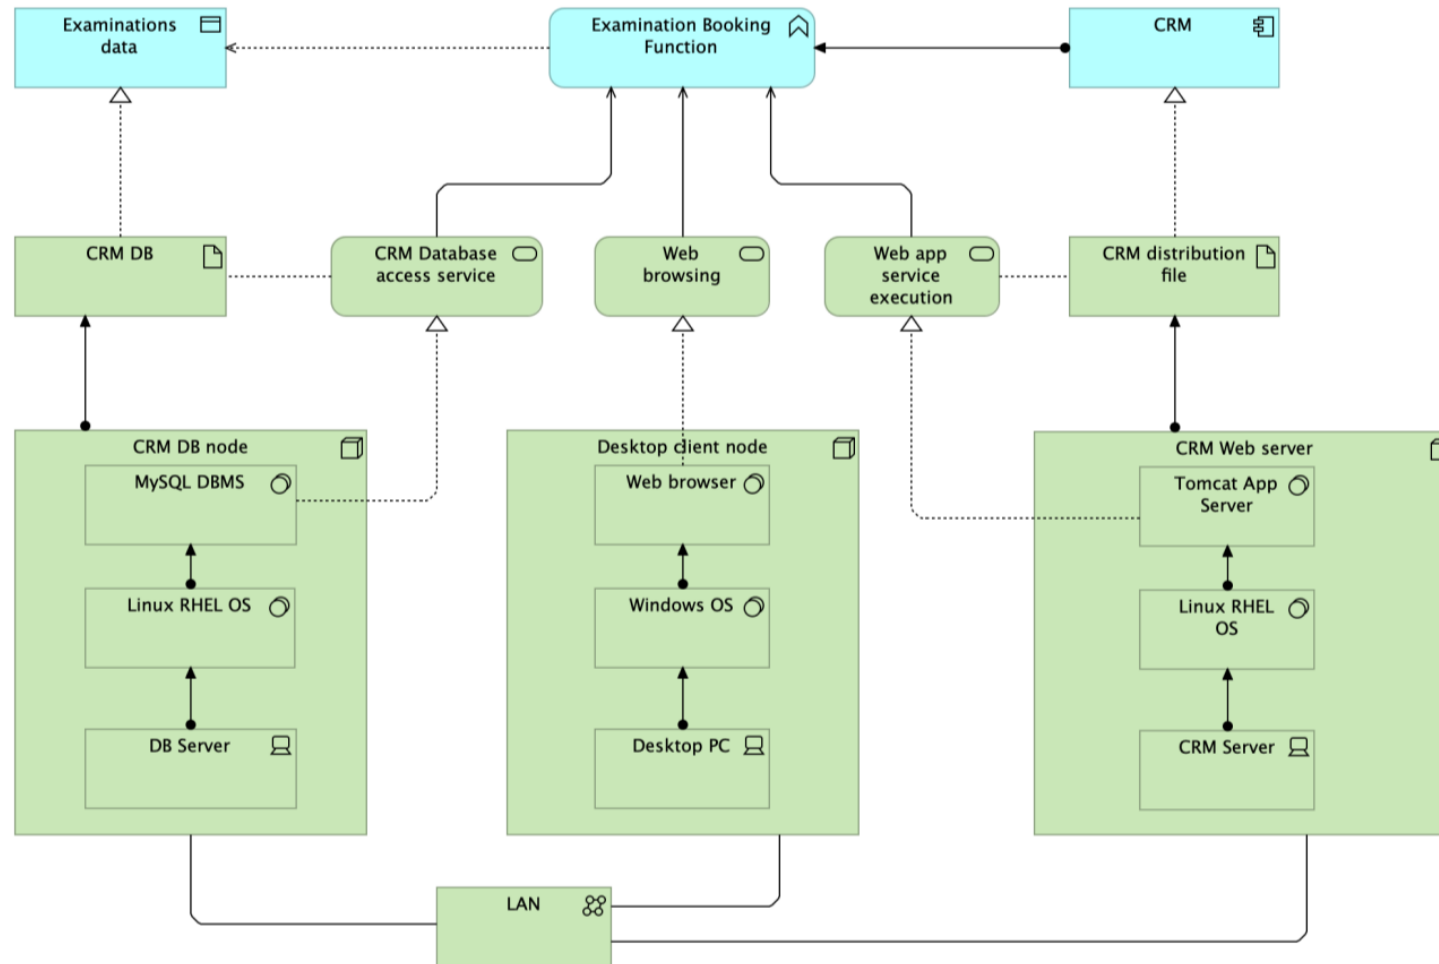 Examinations
data
Examination Booking
Function
CRM
CRM DB
CRM Database
access service
Web
browsing
Web app
service
execution
CRM distribution
file
CRM DB node
MySQL DBMS
Linux RHEL OS
DB Server
Desktop client node
Web browser
Windows OS
Desktop PC
CRM Web server
Tomcat App
Server
Linux RHEL
OS
CRM Server
LAN